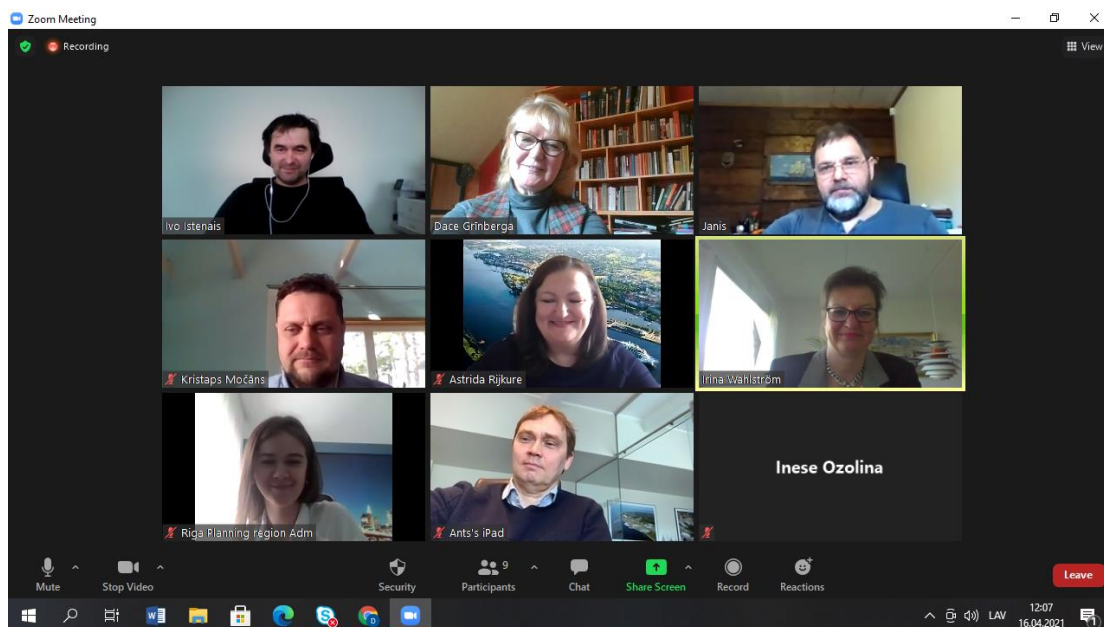 Zoom Meeting
Recording
View
Ivo Istenais
Dace Grīnberga
Janis
Kristaps Močāns
Astrida Rijkure
Irina Wahlström
Riga Planning region Adm
Ants's iPad
Inese Ozolina
Mute
Stop Video
Security
Participants
9
Chat
Share Screen
Record
Reactions
Leave
LAV
12:07
16.04.2021
1